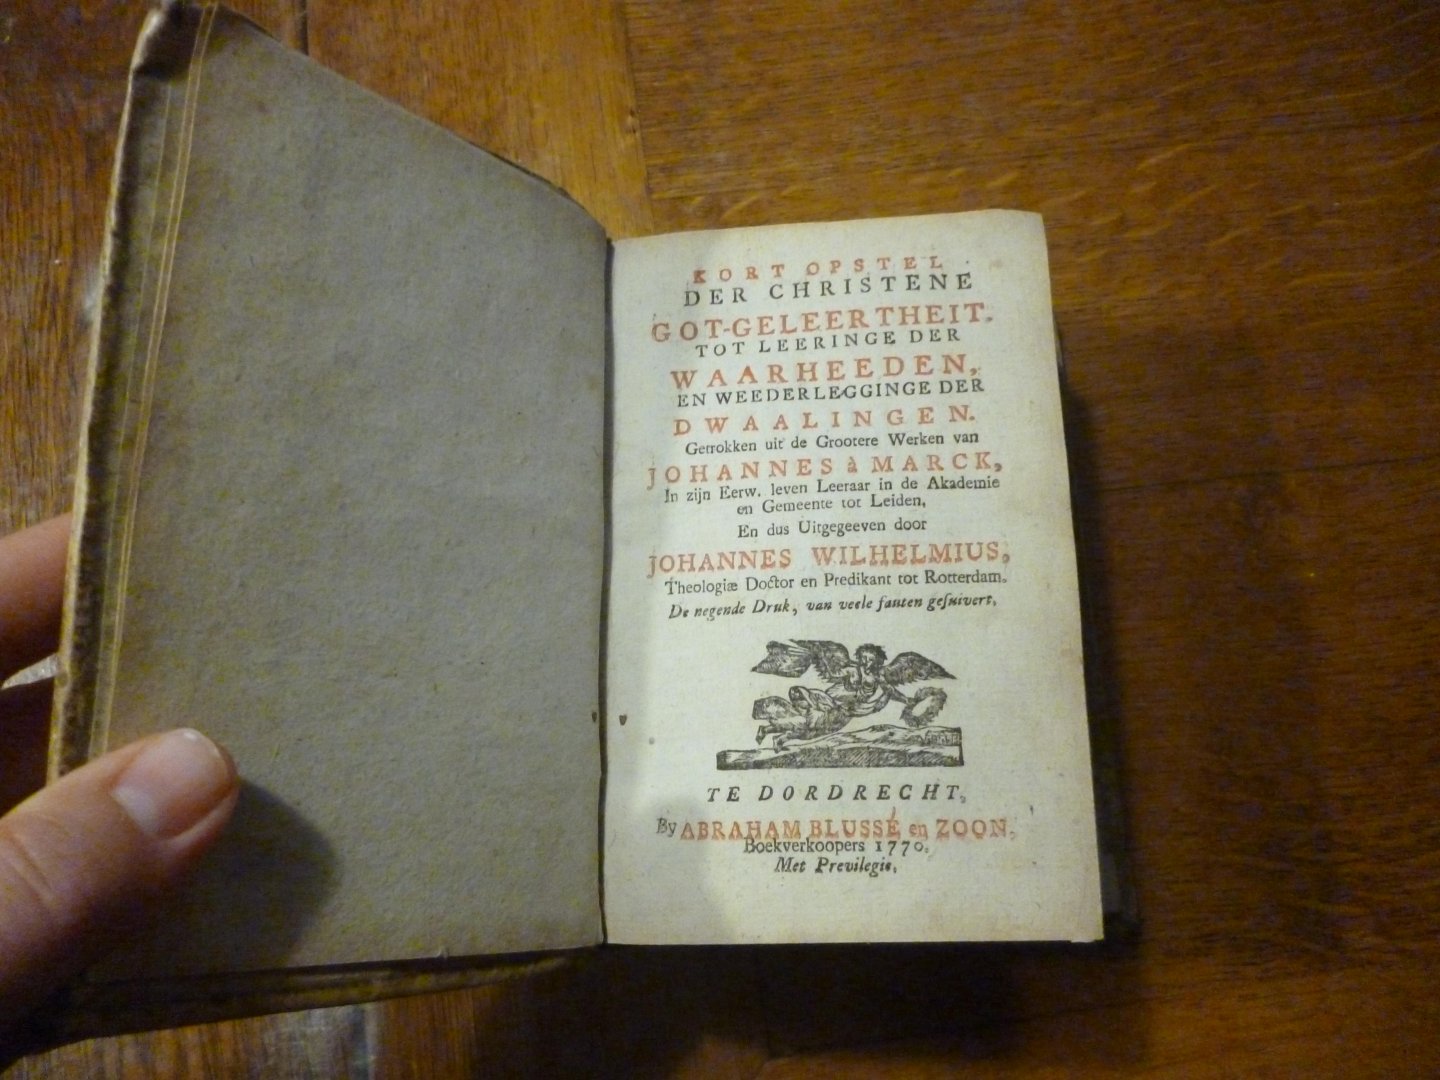 KORT OPSTEL
DER CHRISTENE
GOT-GELEERTHEIT.
TOT LEERINGE DER
WAARHEEDEN,
EN WEEDERLEGGINGE DER
DWAALINGEN.
Getrokken uit de Grootere Werken van
JOHANNES à MARCK,
In zijn Eerw. leven Leeraar in de Akademie
en Gemeente tot Leiden,
En dus Uitgegeeven door
JOHANNES WILHELMIUS,
Theologiæ Doctor en Predikant tot Rotterdam.
De negende Druk, van veele fauten gesuivert.
TE DORDRECHT,
By ABRAHAM BLUSSÉ en ZOON,
Boekverkoopers 1770.
Met Previlegie.